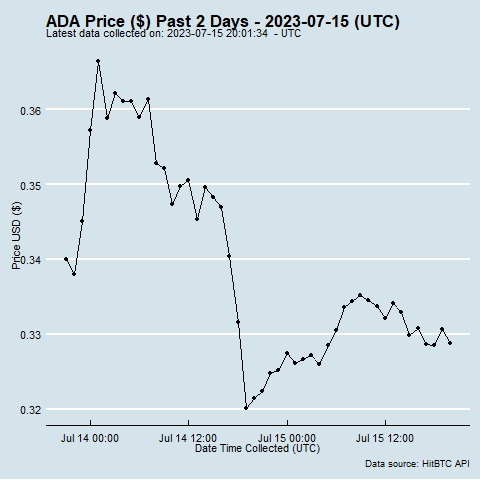 ADA Price ($) Past 2 Days - 2023-07-15 (UTC)
Latest data collected on: 2023-07-15 20:01:34 - UTC
0.36
0.35
0.34
0.33
0.32
Price USD ($)
Jul 14 00:00 Jul 14 12:00 Jul 15 00:00 Jul 15 12:00
Date Time Collected (UTC)
Data source: HitBTC API